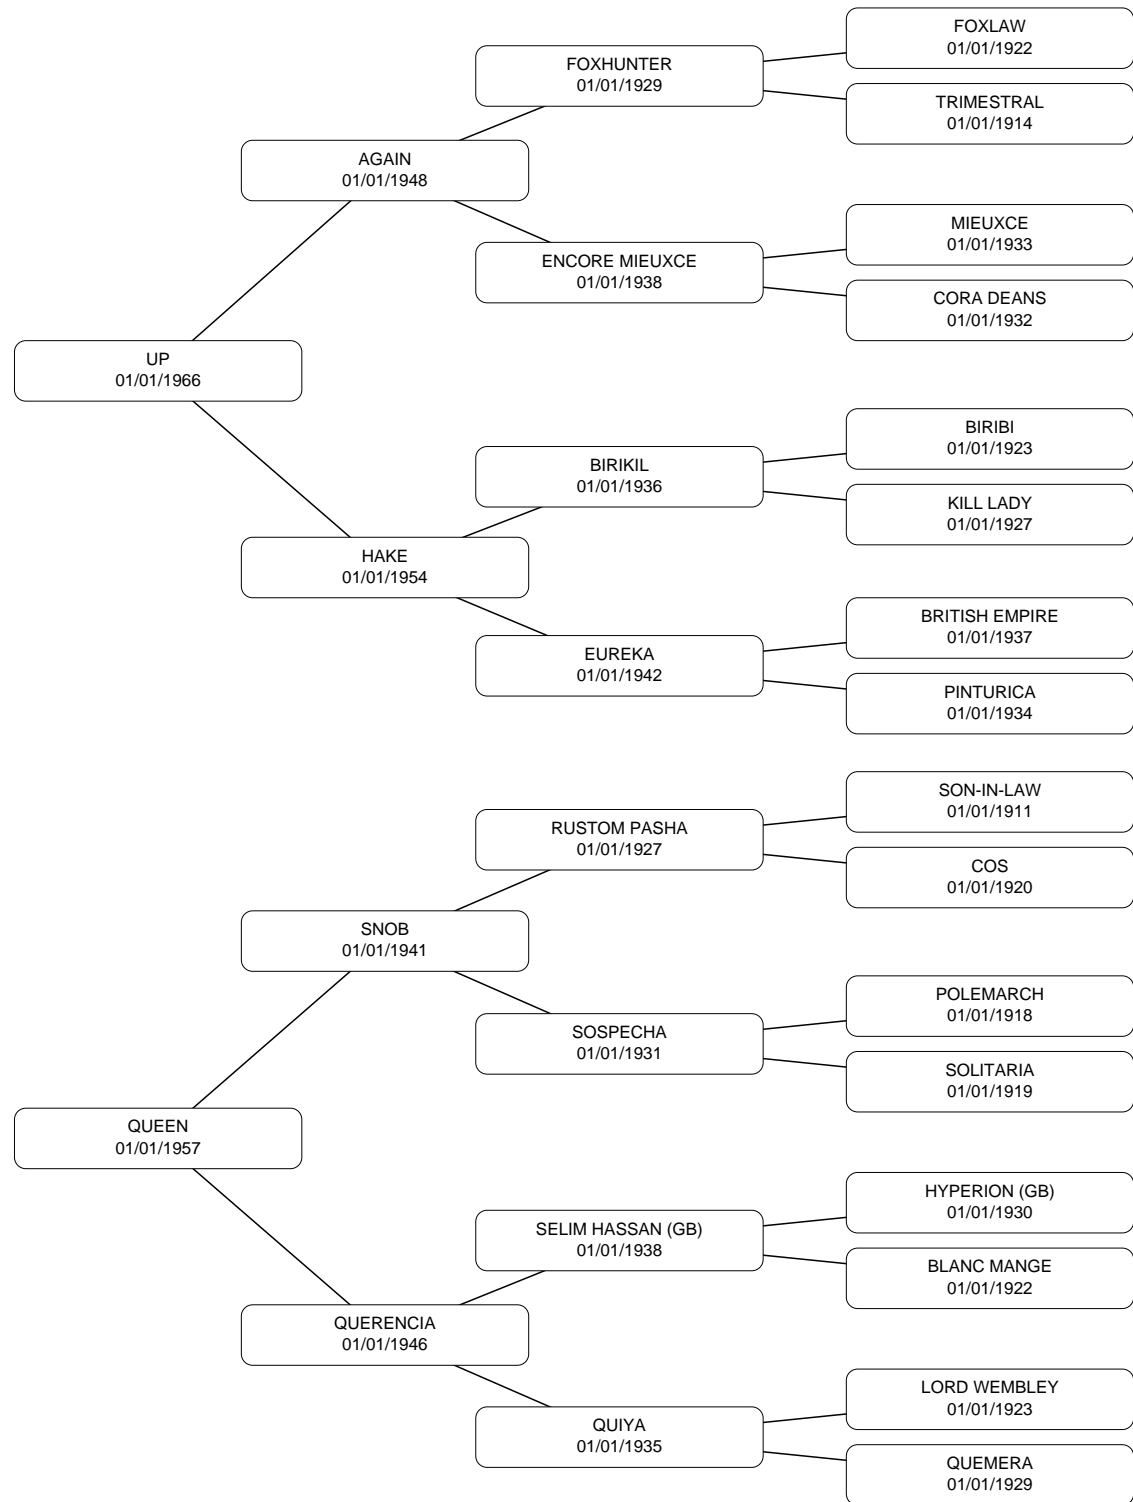 FOXLAW
01/01/1922
FOXHUNTER
01/01/1929
TRIMESTRAL
01/01/1914
AGAIN
01/01/1948
MIEUXCE
01/01/1933
ENCORE MIEUXCE
01/01/1938
CORA DEANS
01/01/1932
UP
01/01/1966
BIRIBI
01/01/1923
BIRIKIL
01/01/1936
KILL LADY
01/01/1927
HAKE
01/01/1954
BRITISH EMPIRE
01/01/1937
EUREKA
01/01/1942
PINTURICA
01/01/1934
SON-IN-LAW
01/01/1911
RUSTOM PASHA
01/01/1927
COS
01/01/1920
SNOB
01/01/1941
POLEMARCH
01/01/1918
SOSPECHA
01/01/1931
SOLITARIA
01/01/1919
QUEEN
01/01/1957
HYPERION (GB)
01/01/1930
SELIM HASSAN (GB)
01/01/1938
BLANC MANGE
01/01/1922
QUERENCIA
01/01/1946
LORD WEMBLEY
01/01/1923
QUIYA
01/01/1935
QUEMERA
01/01/1929